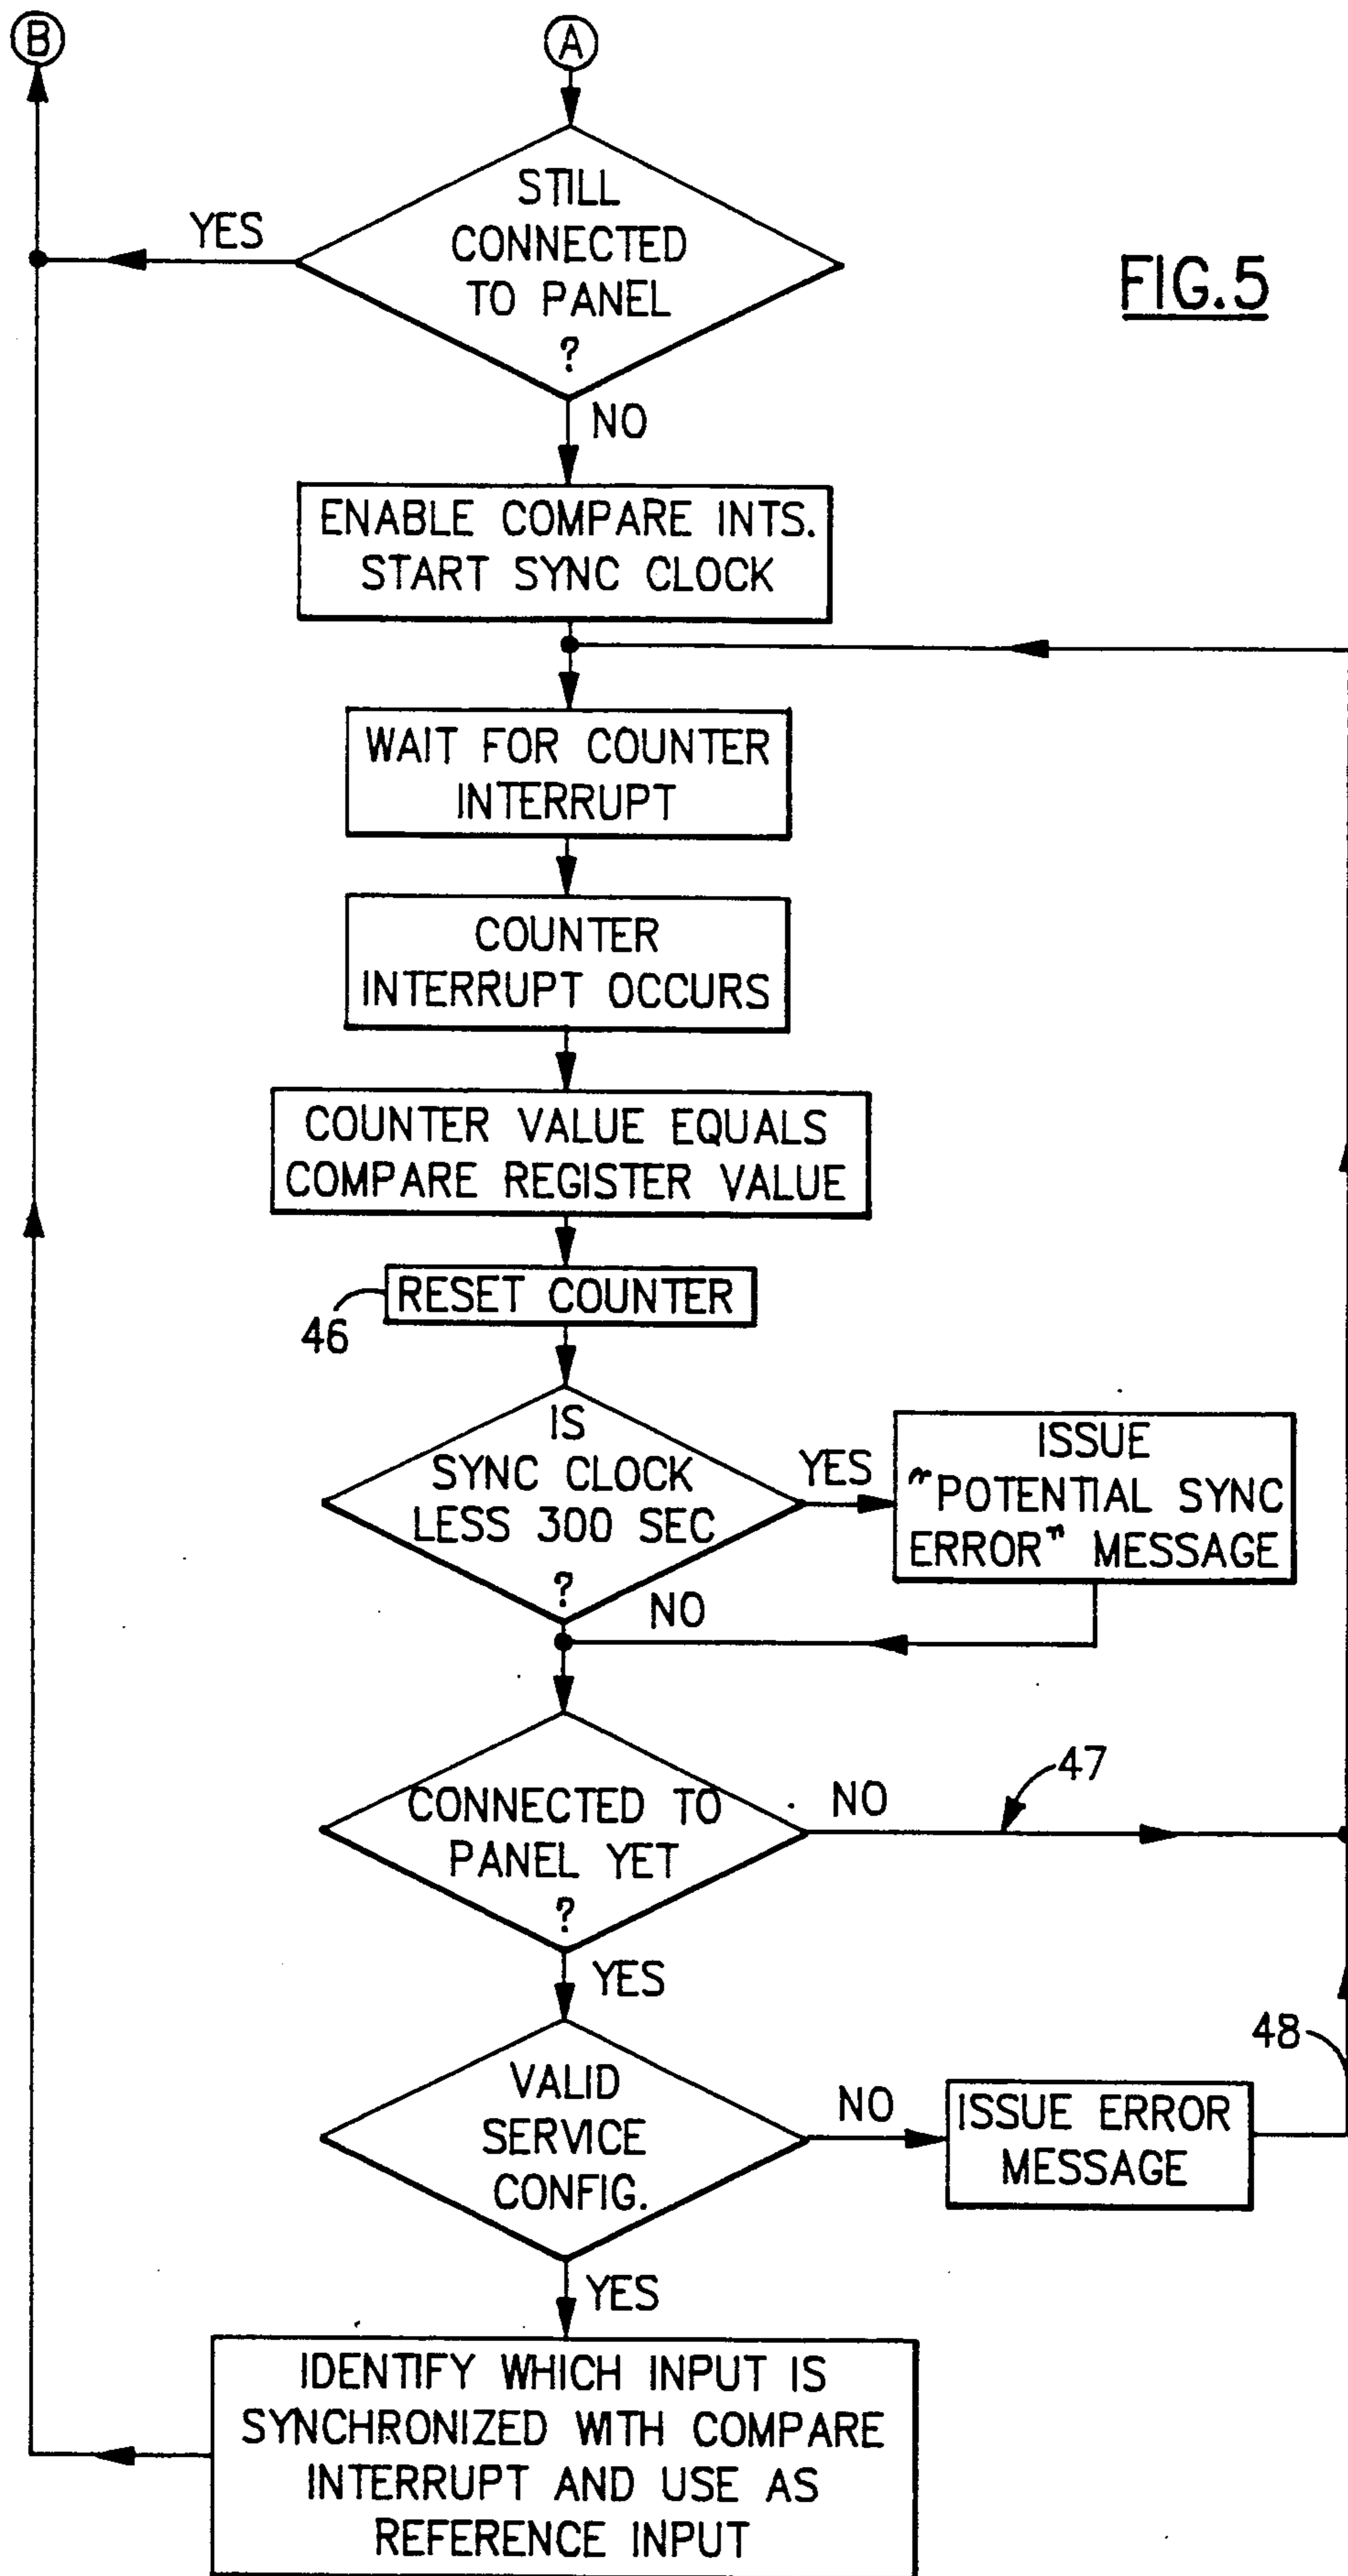 B
A
STILL
CONNECTED
TO PANEL
?
YES
FIG.5
NO
ENABLE COMPARE INTS.
START SYNC CLOCK
WAIT FOR COUNTER
INTERRUPT
COUNTER
INTERRUPT OCCURS
COUNTER VALUE EQUALS
COMPARE REGISTER VALUE
RESET COUNTER
46
IS
SYNC CLOCK
LESS 300 SEC
?
YES
ISSUE
"POTENTIAL SYNC
ERROR" MESSAGE
NO
CONNECTED TO
PANEL YET
?
NO
47
YES
VALID
SERVICE
CONFIG.
NO
ISSUE ERROR
MESSAGE
48
YES
IDENTIFY WHICH INPUT IS
SYNCHRONIZED WITH COMPARE
INTERRUPT AND USE AS
REFERENCE INPUT